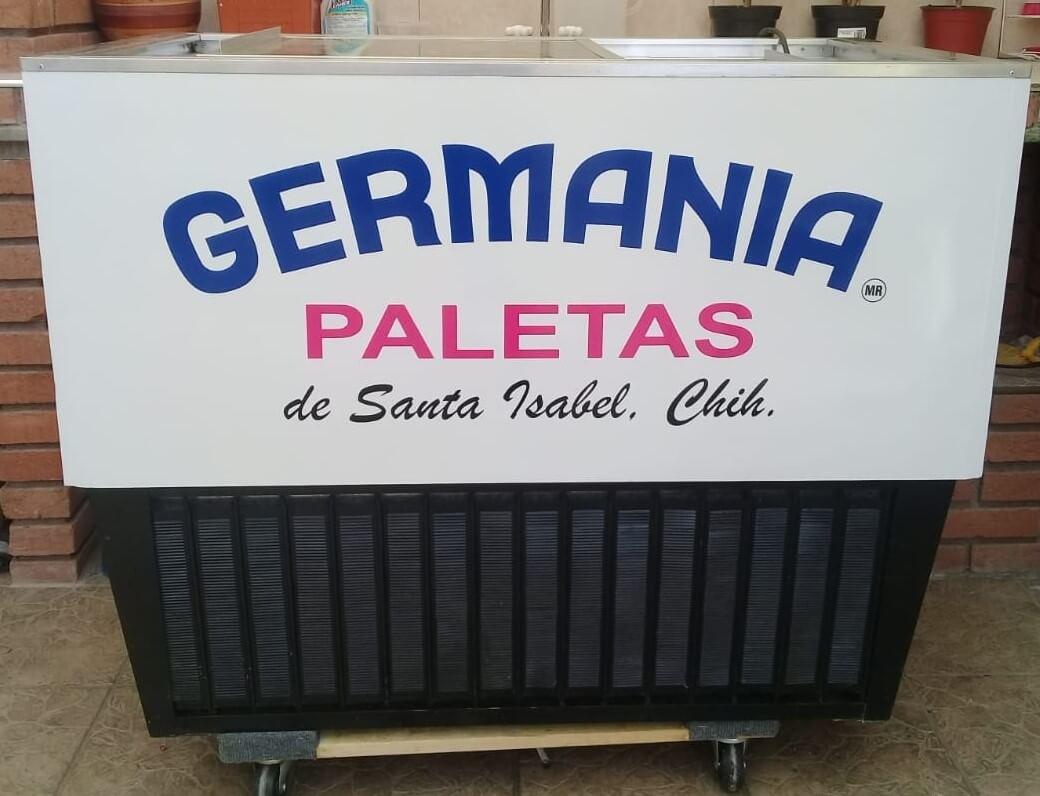 GERMANIA
MR
PALETAS
de Santa Isabel, Chih.